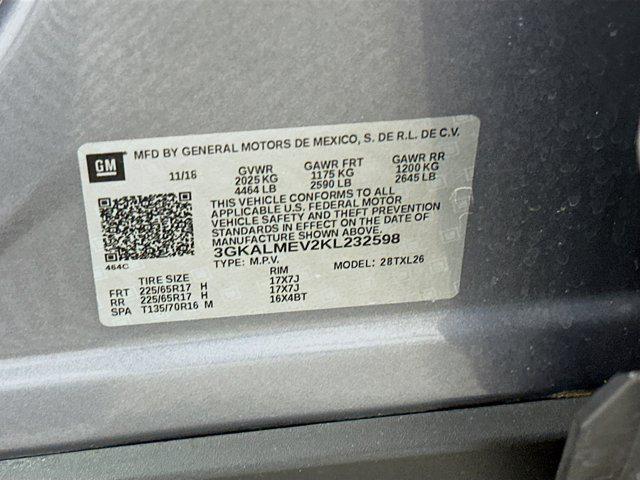 GM
MFD BY GENERAL MOTORS DE MEXICO, S. DE R.L. DE C.V.
11/18 GVWR GAWR FRT GAWR RR
2025 KG 1175 KG 1200 KG
4464 LB 2590 LB 2645 LB
THIS VEHICLE CONFORMS TO ALL
APPLICABLE U.S. FEDERAL MOTOR
VEHICLE SAFETY AND THEFT PREVENTION
STANDARDS IN EFFECT ON THE DATE OF
MANUFACTURE SHOWN ABOVE.
3GKALMEV2KL232598
464C TYPE: M.P.V. MODEL: 28TXL26
TIRE SIZE RIM
FRT 225/65R17 H 17X7J
RR 225/65R17 H 17X7J
SPA T135/70R16 M 16X4BT